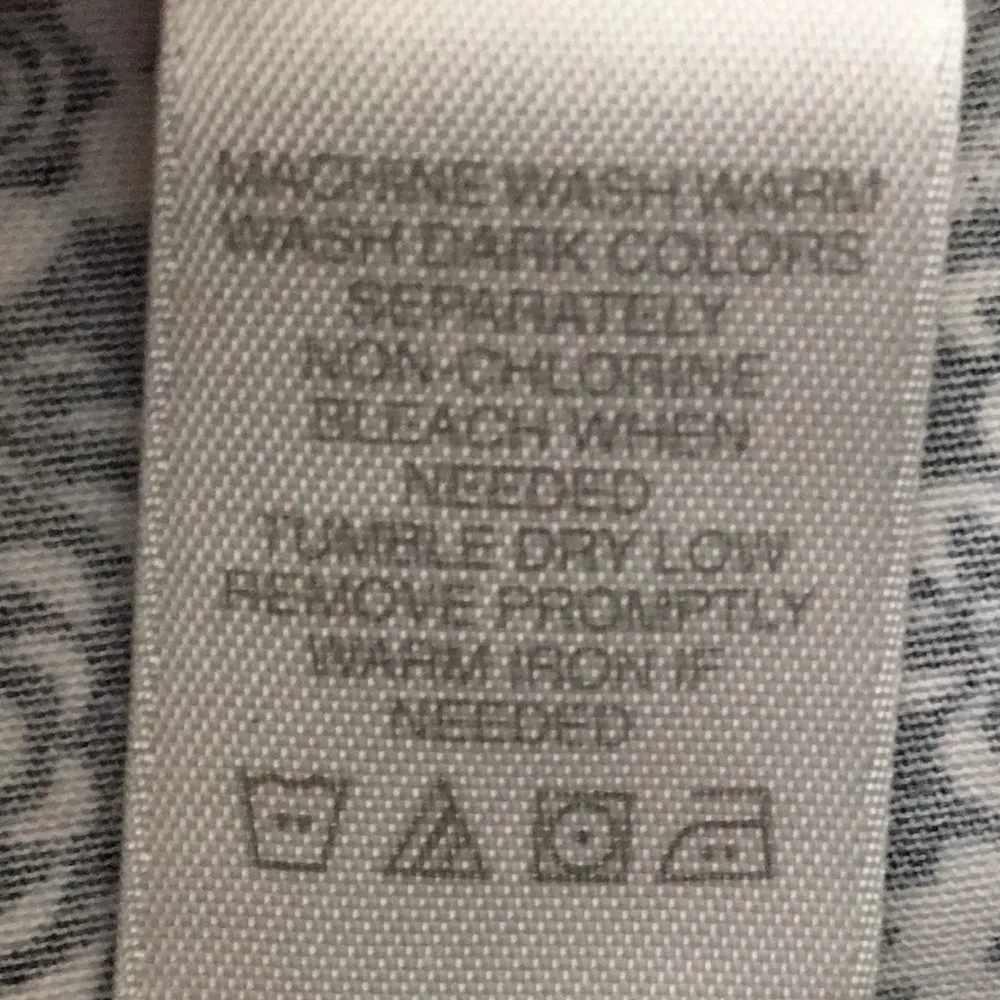 MACHINE WASH WARM
WASH DARK COLORS
SEPARATELY
NON-CHLORINE
BLEACH WHEN
NEEDED
TUMBLE DRY LOW
REMOVE PROMPTLY
WARM IRON IF
NEEDED